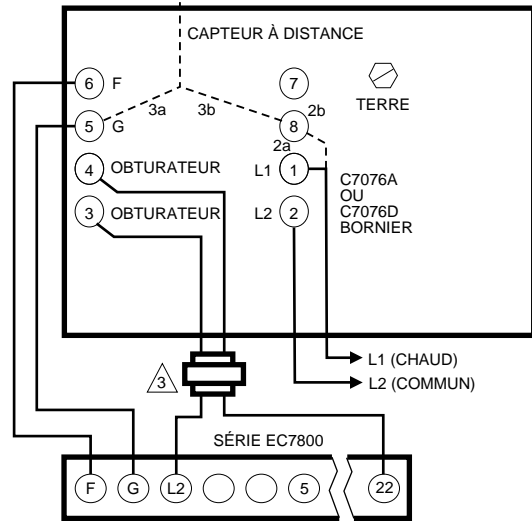 CAPTEUR À DISTANCE
6 F
7
TERRE
3a 3b
5 G
8 2b
2a
4 OBTURATEUR
L1 1
3 OBTURATEUR
L2 2
C7076A
OU
C7076D
BORNIER
L1 (CHAUD)
L2 (COMMUN)
3
SÉRIE EC7800
F G L2 5 22